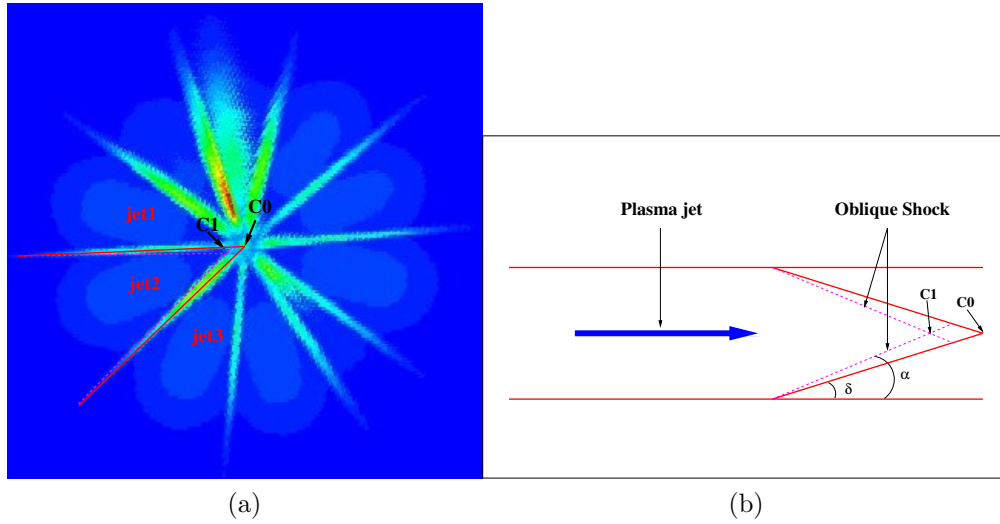 C0
jet1
C1
jet2
jet3
(a)
Plasma jet
Oblique Shock
C1
C0
α
δ
(b)